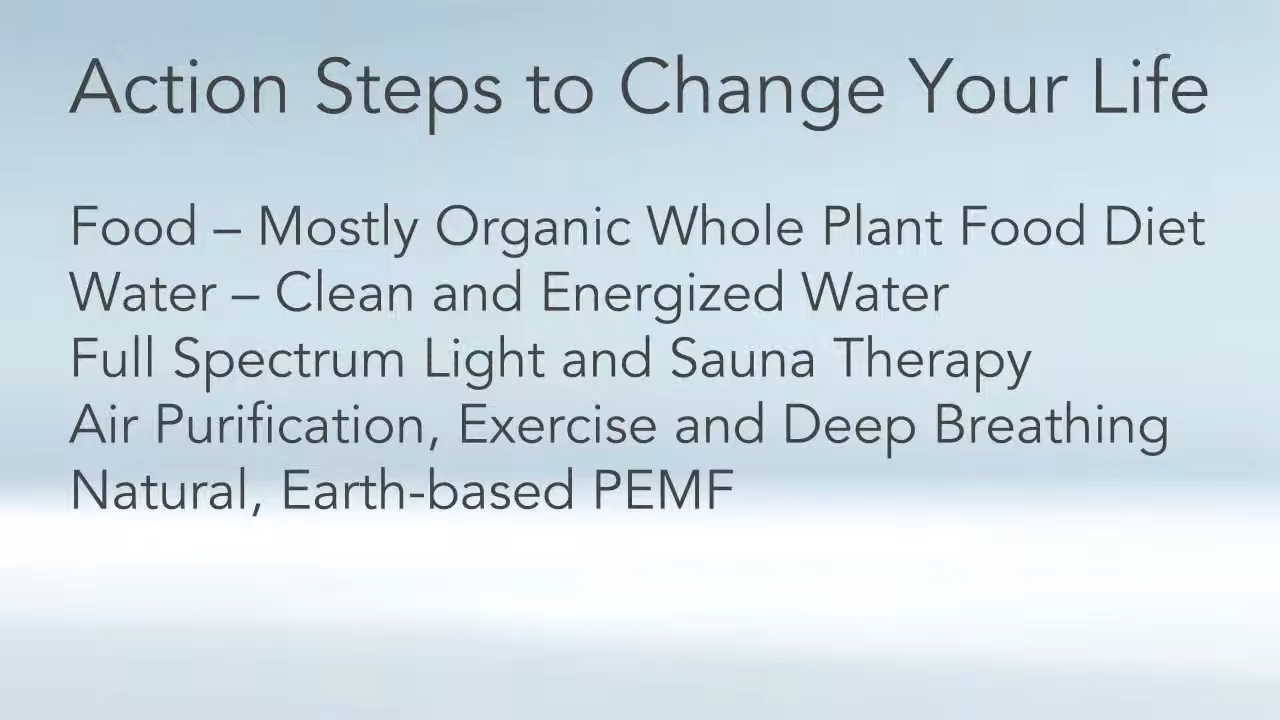 Action Steps to Change Your Life
Food – Mostly Organic Whole Plant Food Diet
Water – Clean and Energized Water
Full Spectrum Light and Sauna Therapy
Air Purification, Exercise and Deep Breathing
Natural, Earth-based PEMF